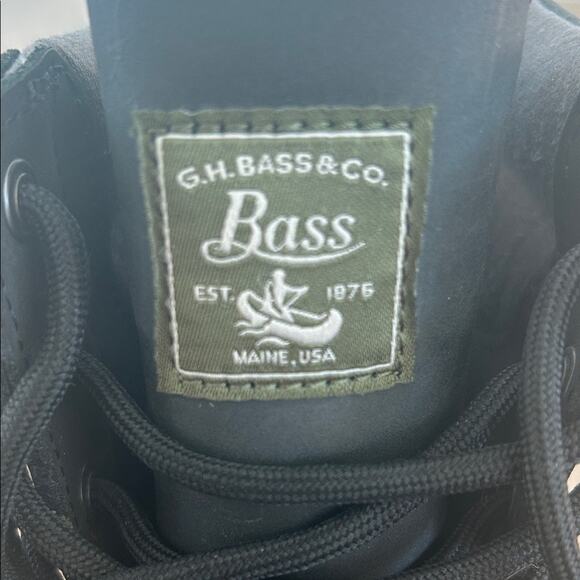 G.H.BASS&CO.
Bass
EST. 1876
MAINE, USA